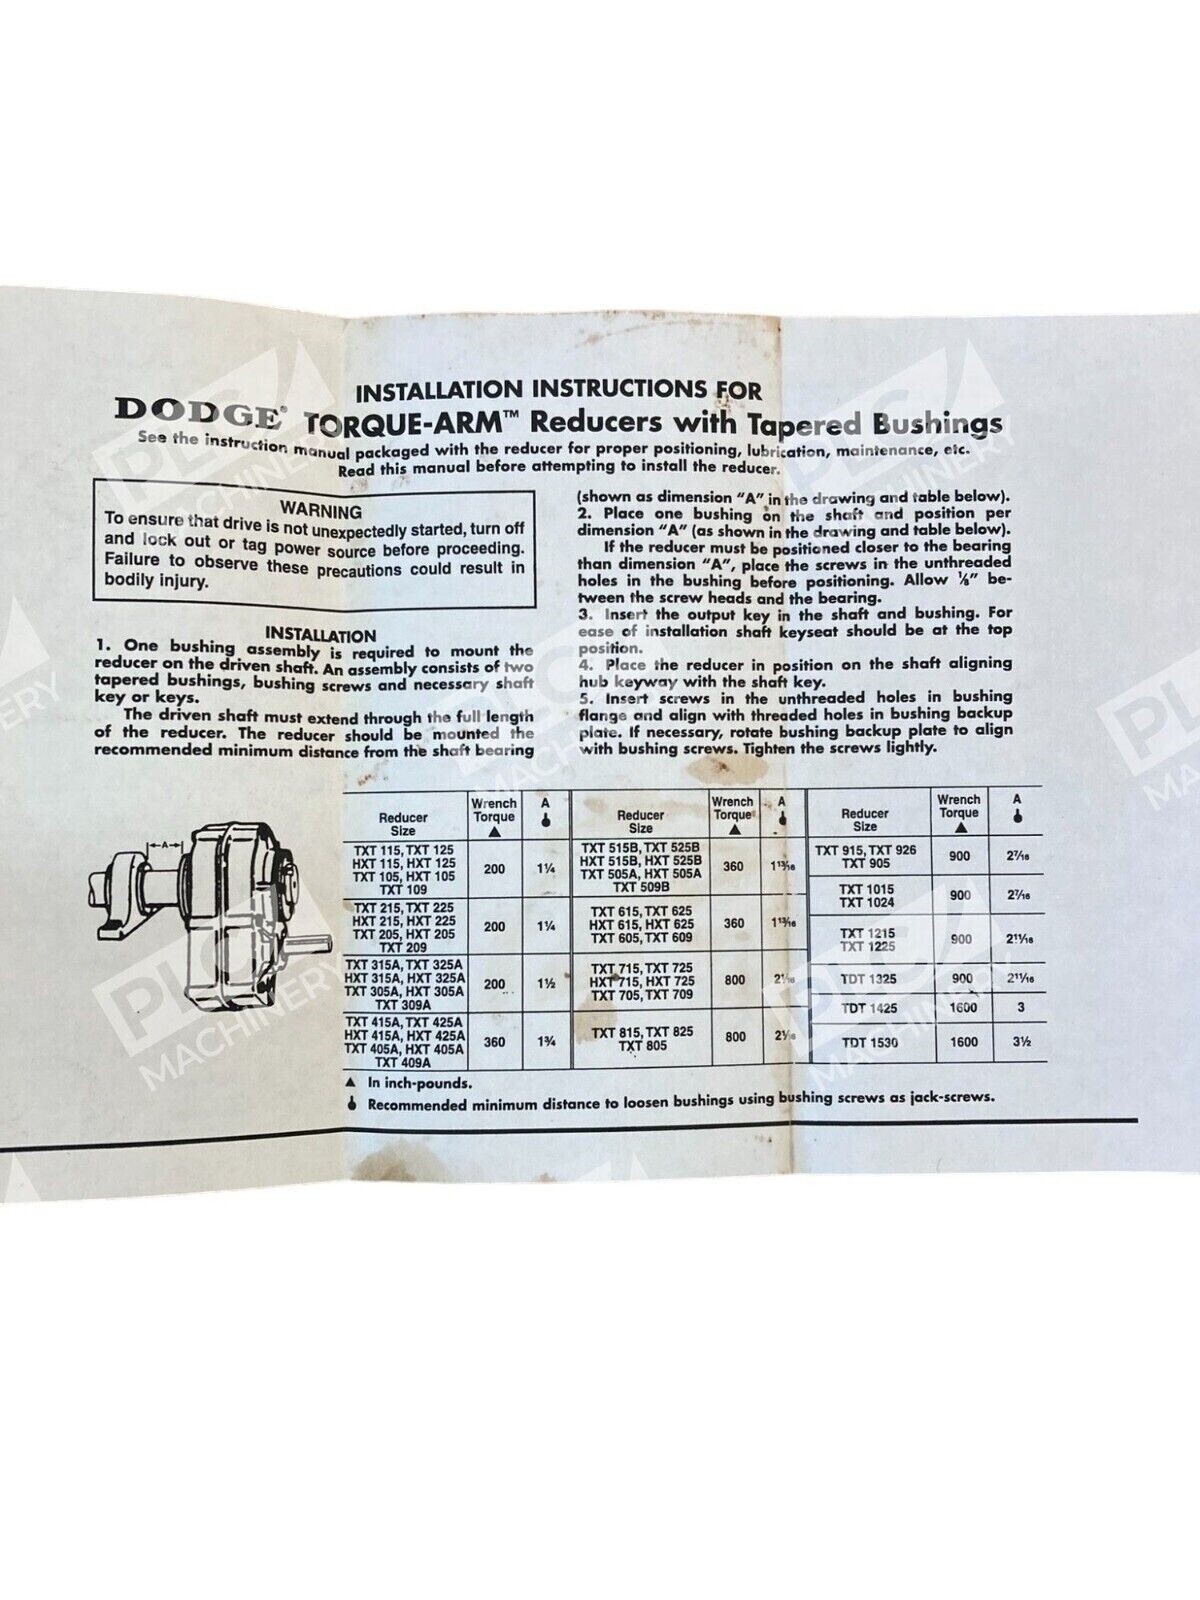 INSTALLATION INSTRUCTIONS FOR
DODGE® TORQUE-ARM™ Reducers with Tapered Bushings
See the instruction manual packaged with the reducer for proper positioning, lubrication, maintenance, etc.
Read this manual before attempting to install the reducer.
WARNING
To ensure that drive is not unexpectedly started, turn off
and lock out or tag power source before proceeding.
Failure to observe these precautions could result in
bodily injury.
INSTALLATION
1. One bushing assembly is required to mount the
reducer on the driven shaft. An assembly consists of two
tapered bushings, bushing screws and necessary shaft
key or keys.
The driven shaft must extend through the full length
of the reducer. The reducer should be mounted the
recommended minimum distance from the shaft bearing
(shown as dimension "A" in the drawing and table below).
2. Place one bushing on the shaft and position per
dimension "A" (as shown in the drawing and table below).
If the reducer must be positioned closer to the bearing
than dimension "A", place the screws in the unthreaded
holes in the bushing before positioning. Allow ⅛" be-
tween the screw heads and the bearing.
3. Insert the output key in the shaft and bushing. For
ease of installation shaft keyseat should be at the top
position.
4. Place the reducer in position on the shaft aligning
hub keyway with the shaft key.
5. Insert screws in the unthreaded holes in bushing
flange and align with threaded holes in bushing backup
plate. If necessary, rotate bushing backup plate to align
with bushing screws. Tighten the screws lightly.
A
Reducer Size Wrench Torque ▲ A
TXT 115, TXT 125
HXT 115, HXT 125
TXT 105, HXT 105
TXT 109
200 1¼
TXT 215, TXT 225
HXT 215, HXT 225
TXT 205, HXT 205
TXT 209
200 1¼
TXT 315A, TXT 325A
HXT 315A, HXT 325A
TXT 305A, HXT 305A
TXT 309A
200 1½
TXT 415A, TXT 425A
HXT 415A, HXT 425A
TXT 405A, HXT 405A
TXT 409A
360 1¾
Reducer Size Wrench Torque ▲ A
TXT 515B, TXT 525B
HXT 515B, HXT 525B
TXT 505A, HXT 505A
TXT 509B
360 1 13/16
TXT 615, TXT 625
HXT 615, HXT 625
TXT 605, TXT 609
360 1 13/16
TXT 715, TXT 725
HXT 715, HXT 725
TXT 705, TXT 709
800 2 1/16
TXT 815, TXT 825
TXT 805
800
Reducer Size Wrench Torque ▲ A
TXT 915, TXT 926
TXT 905
900 2 7/16
TXT 1015
TXT 1024
900 2 7/16
TXT 1215
TXT 1225
900 2 11/16
TDT 1325 900 2 11/16
TDT 1425 1600 3
TDT 1530 1600 3½
▲ In inch-pounds.
Recommended minimum distance to loosen bushings using bushing screws as jack-screws.
PLC MACHINERY